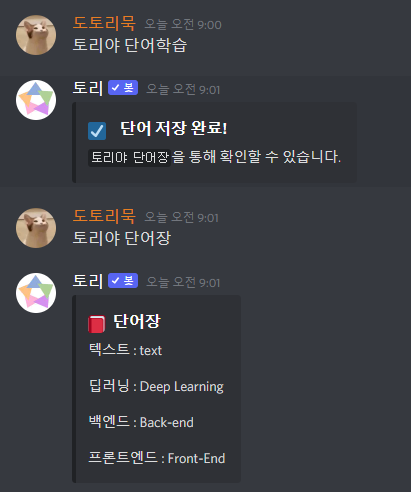 도토리묵 오늘 오전 9:00
토리야 단어학습
토리 ✓ 봇 오늘 오전 9:01
단어 저장 완료!
토리야 단어장을 통해 확인할 수 있습니다.
도토리묵 오늘 오전 9:01
토리야 단어장
토리 ✓ 봇 오늘 오전 9:01
단어장
텍스트 : text
딥러닝 : Deep Learning
백엔드 : Back-end
프론트엔드 : Front-End